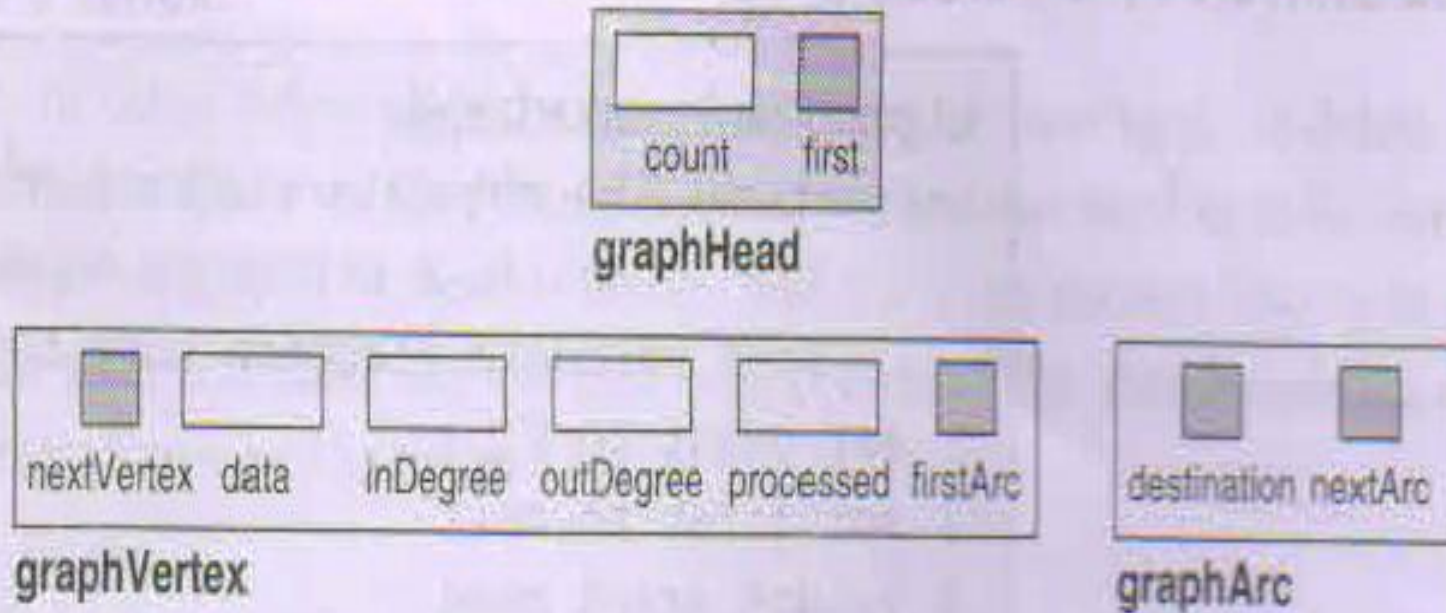 count first
graphHead
nextVertex data inDegree outDegree processed firstArc
destination nextArc
graphVertex
graphArc